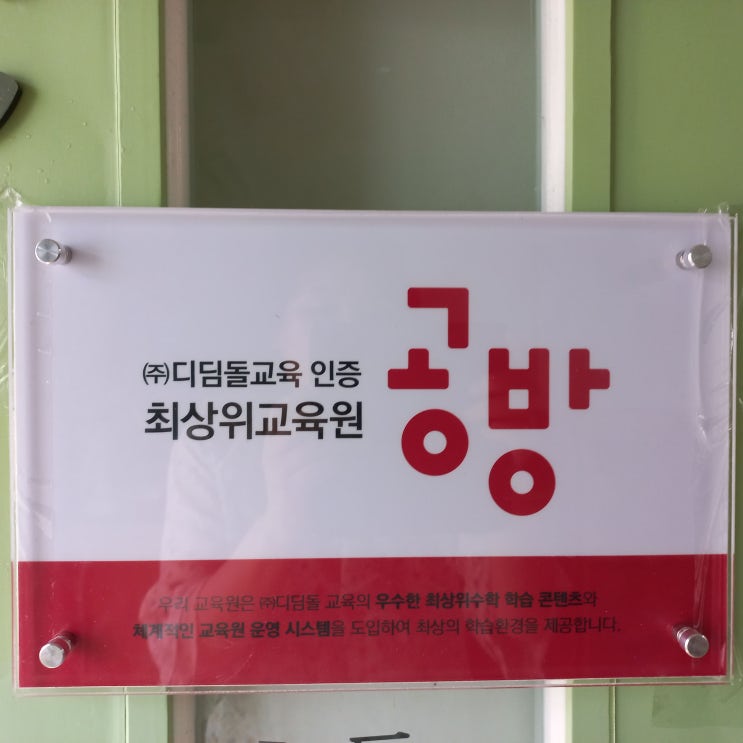 ㈜디딤돌교육 인증
최상위교육원
공방
우리 교육원은 ㈜디딤돌 교육의 우수한 최상위수학 학습 콘텐츠와
체계적인 교육원 운영 시스템을 도입하여 최상의 학습환경을 제공합니다.